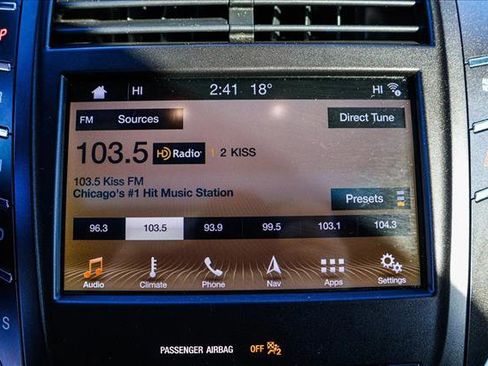 HI 2:41 18° HI
FM Sources Direct Tune
103.5 HD Radio 1 2 KISS
103.5 Kiss FM
Chicago's #1 Hit Music Station
Presets
96.3 103.5 93.9 99.5 103.1 104.3
Audio Climate Phone Nav Apps Settings
PASSENGER AIRBAG OFF 2